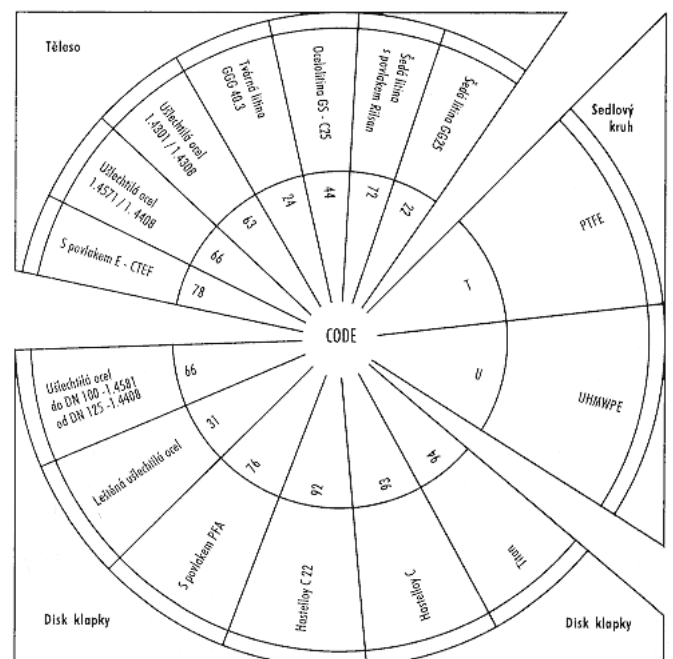 Těleso
S povlakem E - CTEF
78
Ušlechtilá ocel
1.4571 / 1. 4408
66
Ušlechtilá ocel
1.4301 / 1.4308
63
Tvárná litina
GGG 40.3
24
Ocelolitina GS - C25
44
Šedá litina
s povlakem Rilsan
72
Šedá litina GG25
22
Sedlový
kruh
PTFE
T
UHMWPE
U
CODE
Ušlechtilá ocel
do DN 100 -1.4581
od DN 125 -1.4408
66
Leštěná ušlechtilá ocel
31
S povlakem PFA
76
Hastelloy C 22
92
Hastelloy C
93
Titan
94
Disk klapky
Disk klapky